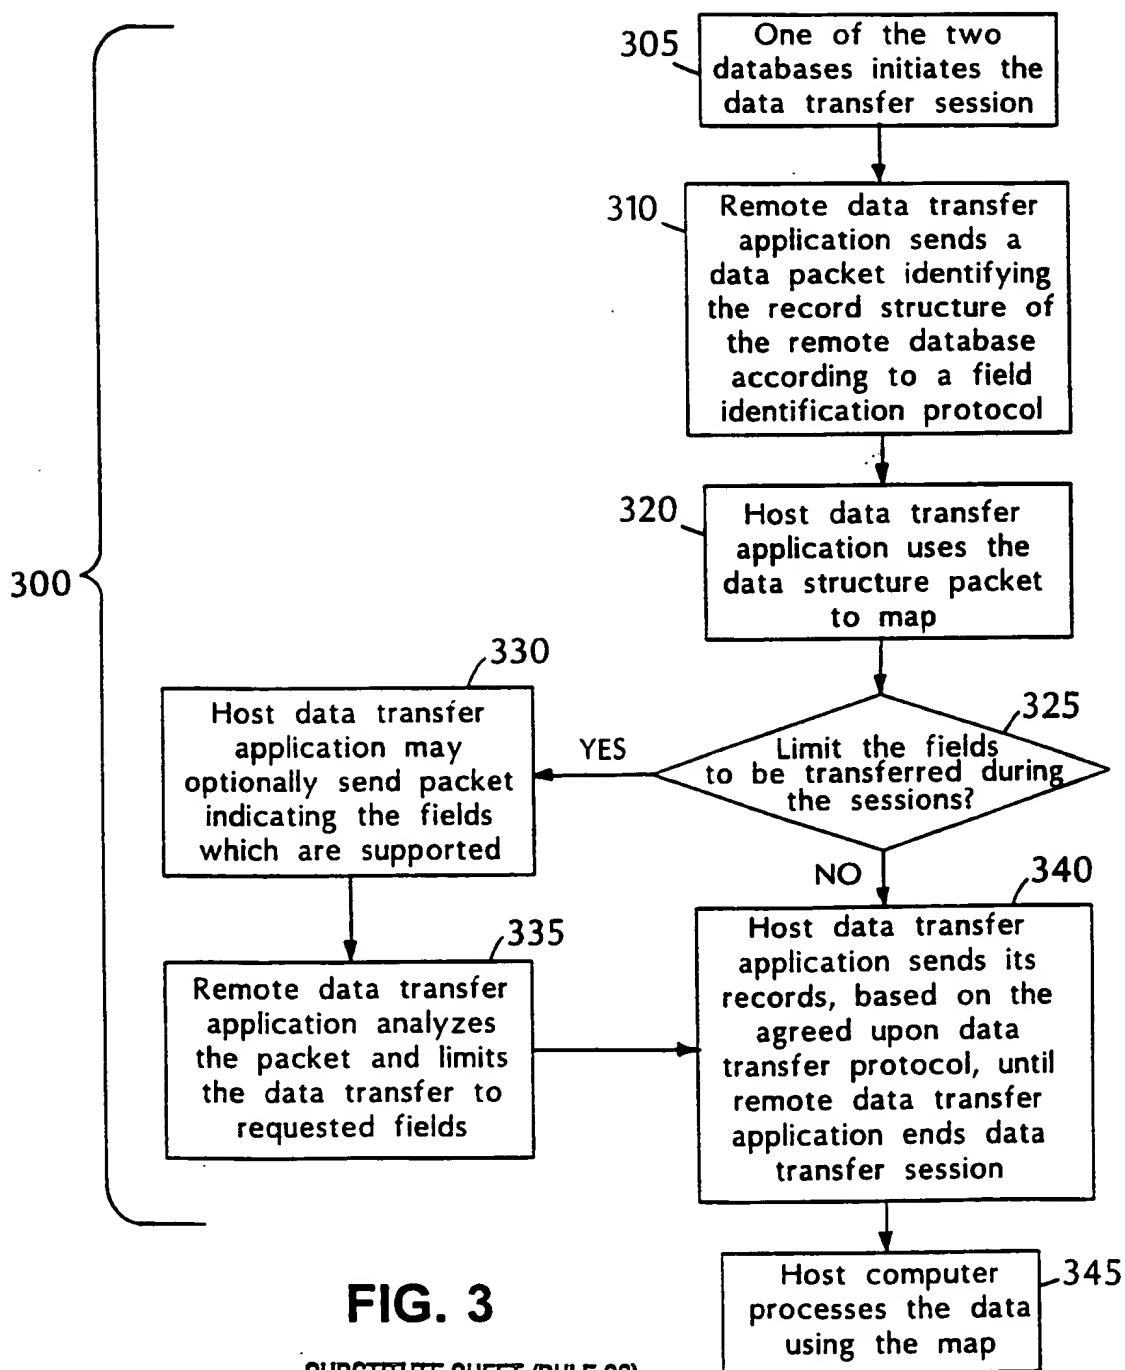 305
One of the two
databases initiates the
data transfer session
310
Remote data transfer
application sends a
data packet identifying
the record structure of
the remote database
according to a field
identification protocol
320
Host data transfer
application uses the
data structure packet
to map
300
330
Host data transfer
application may
optionally send packet
indicating the fields
which are supported
YES
325
Limit the fields
to be transferred during
the sessions?
NO
335
Remote data transfer
application analyzes
the packet and limits
the data transfer to
requested fields
340
Host data transfer
application sends its
records, based on the
agreed upon data
transfer protocol, until
remote data transfer
application ends data
transfer session
345
Host computer
processes the data
using the map
FIG. 3
SUBSTITUTE SHEET (RULE 26)